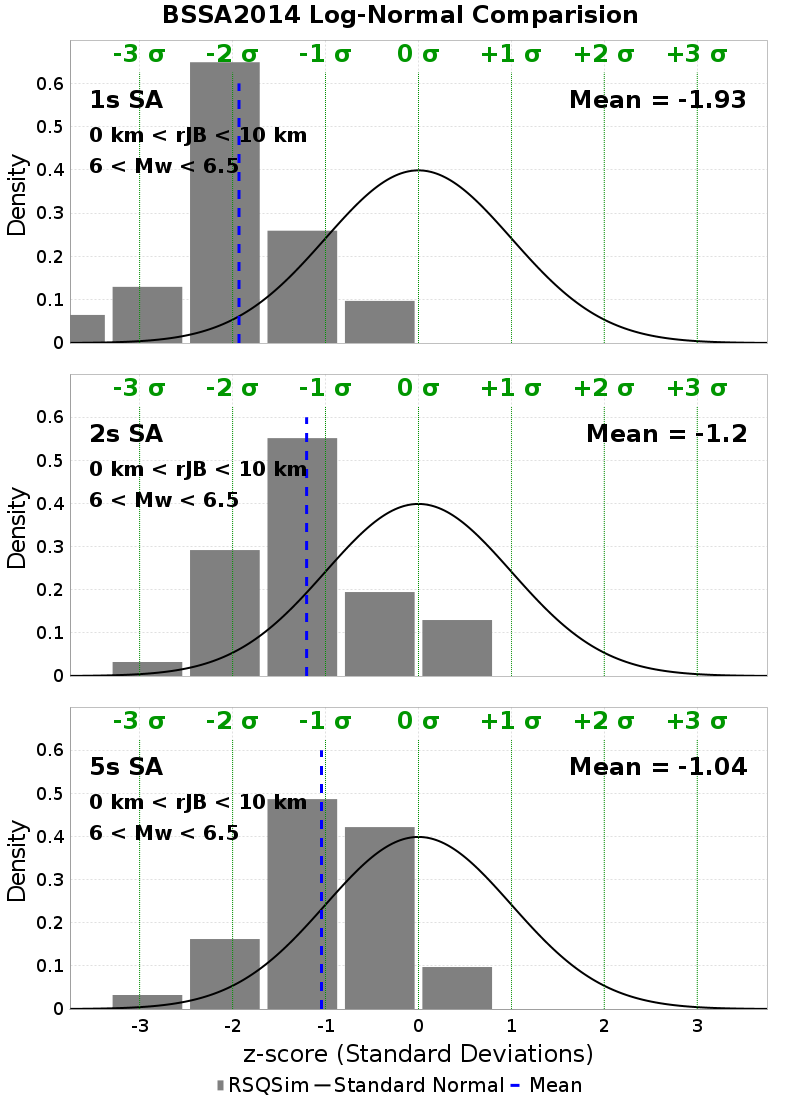 BSSA2014 Log-Normal Comparision
-3 σ -2 σ -1 σ 0 σ +1 σ +2 σ +3 σ
1s SA
Mean = -1.93
0 km < rJB < 10 km
6 < Mw < 6.5
Density
0.6
0.5
0.4
0.3
0.2
0.1
0
-3 σ -2 σ -1 σ 0 σ +1 σ +2 σ +3 σ
2s SA
Mean = -1.2
0 km < rJB < 10 km
6 < Mw < 6.5
Density
0.6
0.5
0.4
0.3
0.2
0.1
0
-3 σ -2 σ -1 σ 0 σ +1 σ +2 σ +3 σ
5s SA
Mean = -1.04
0 km < rJB < 10 km
6 < Mw < 6.5
Density
0.6
0.5
0.4
0.3
0.2
0.1
0
-3 -2 -1 0 1 2 3
z-score (Standard Deviations)
RSQSim Standard Normal Mean